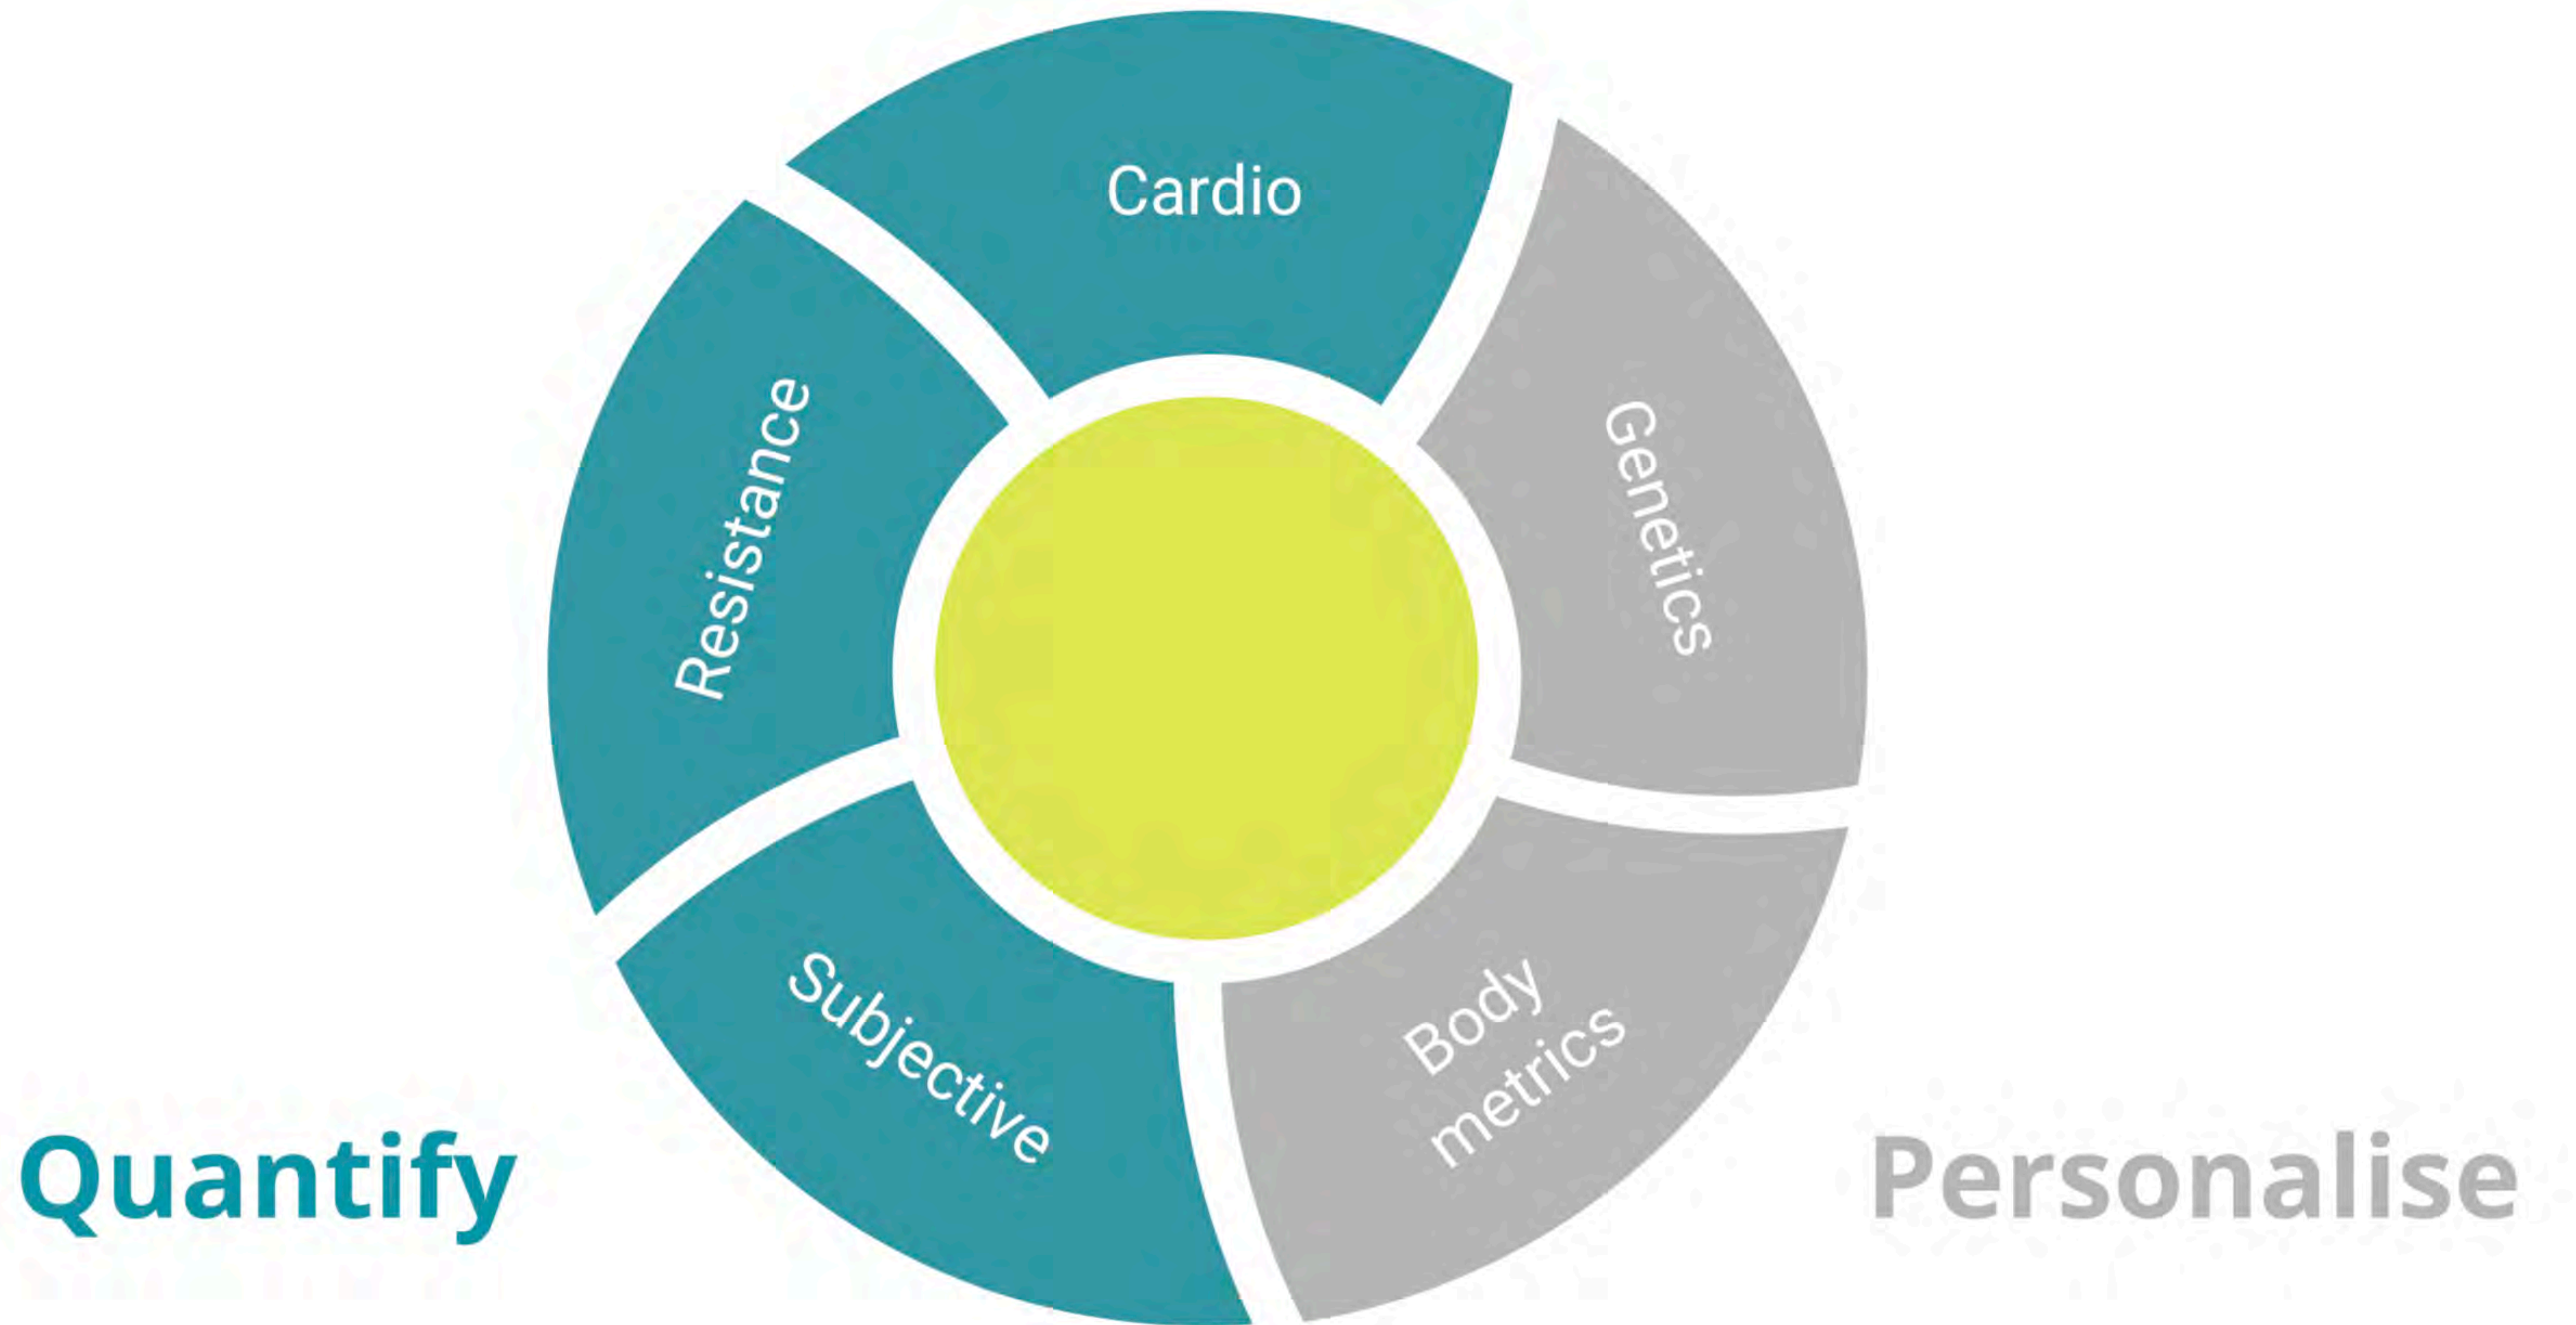 Cardio
Genetics
Resistance
Subjective
Body
metrics
Quantify
Personalise